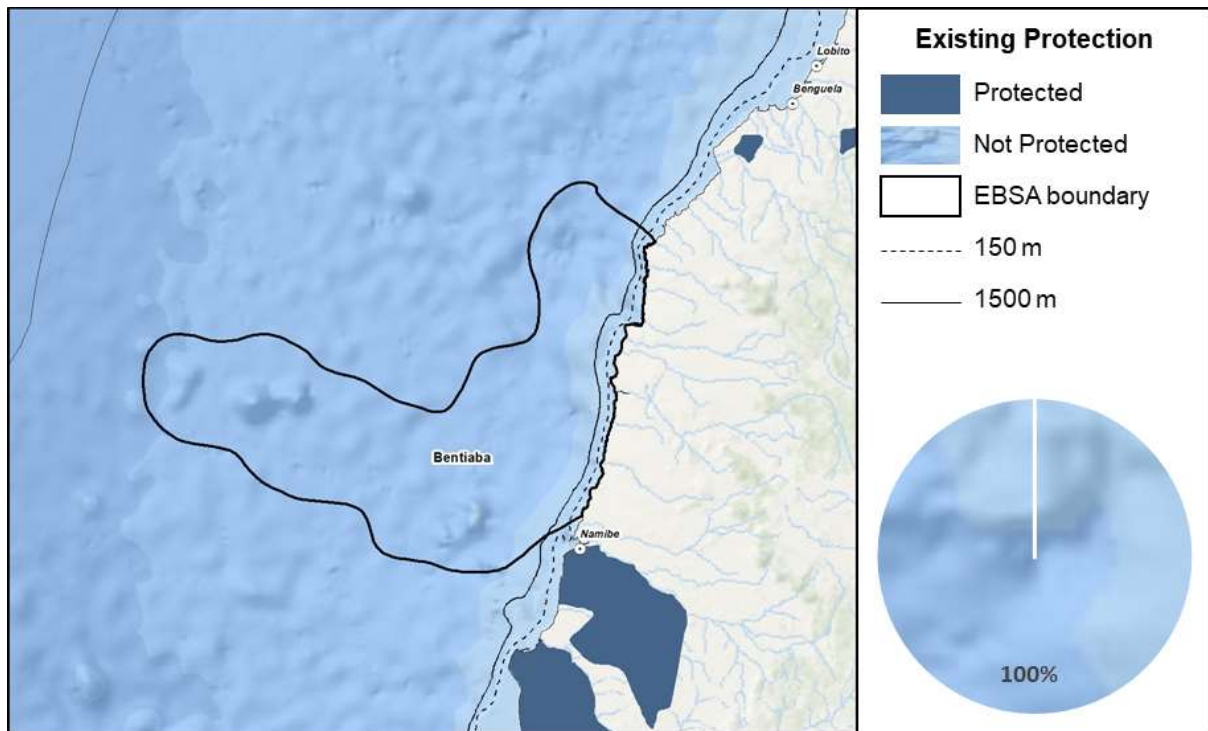 Lobito
Benguela
Bentiaba
Namibe
Existing Protection
Protected
Not Protected
EBSA boundary
150 m
1500 m
100%